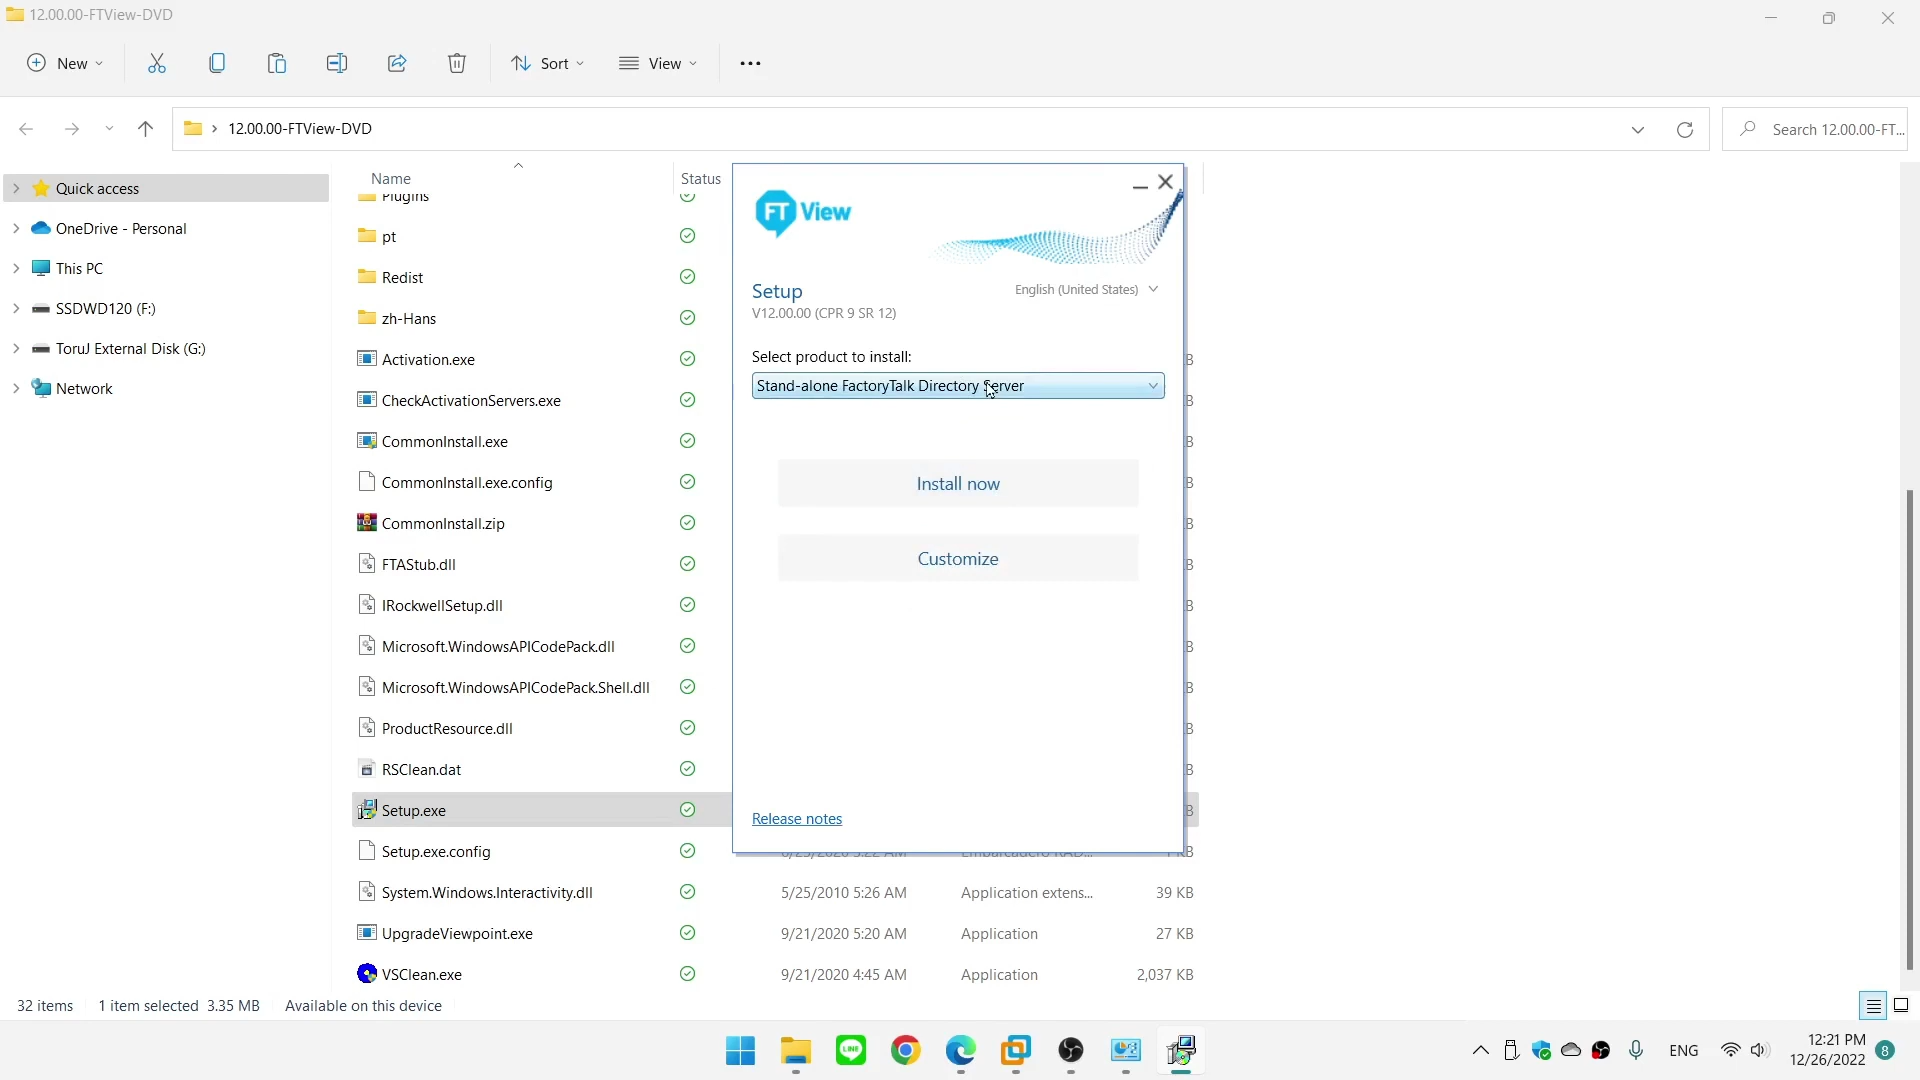 12.00.00-FTView-DVD
New
Sort
View
12.00.00-FTView-DVD
Search 12.00.00-FT...
Name
Status
Quick access
OneDrive - Personal
This PC
SSDWD120 (F:)
ToruJ External Disk (G:)
Network
Plugins
pt
Redist
zh-Hans
Activation.exe
CheckActivationServers.exe
CommonInstall.exe
CommonInstall.exe.config
CommonInstall.zip
FTAStub.dll
IRockwellSetup.dll
Microsoft.WindowsAPICodePack.dll
Microsoft.WindowsAPICodePack.Shell.dll
ProductResource.dll
RSClean.dat
Setup.exe
Setup.exe.config
System.Windows.Interactivity.dll 5/25/2010 5:26 AM Application extens... 39 KB
UpgradeViewpoint.exe 9/21/2020 5:20 AM Application 27 KB
VSClean.exe 9/21/2020 4:45 AM Application 2,037 KB
FT View
Setup
English (United States)
V12.00.00 (CPR 9 SR 12)
Select product to install:
Stand-alone FactoryTalk Directory Server
Install now
Customize
Release notes
32 items 1 item selected 3.35 MB Available on this device
LINE
ENG
12:21 PM
12/26/2022
8